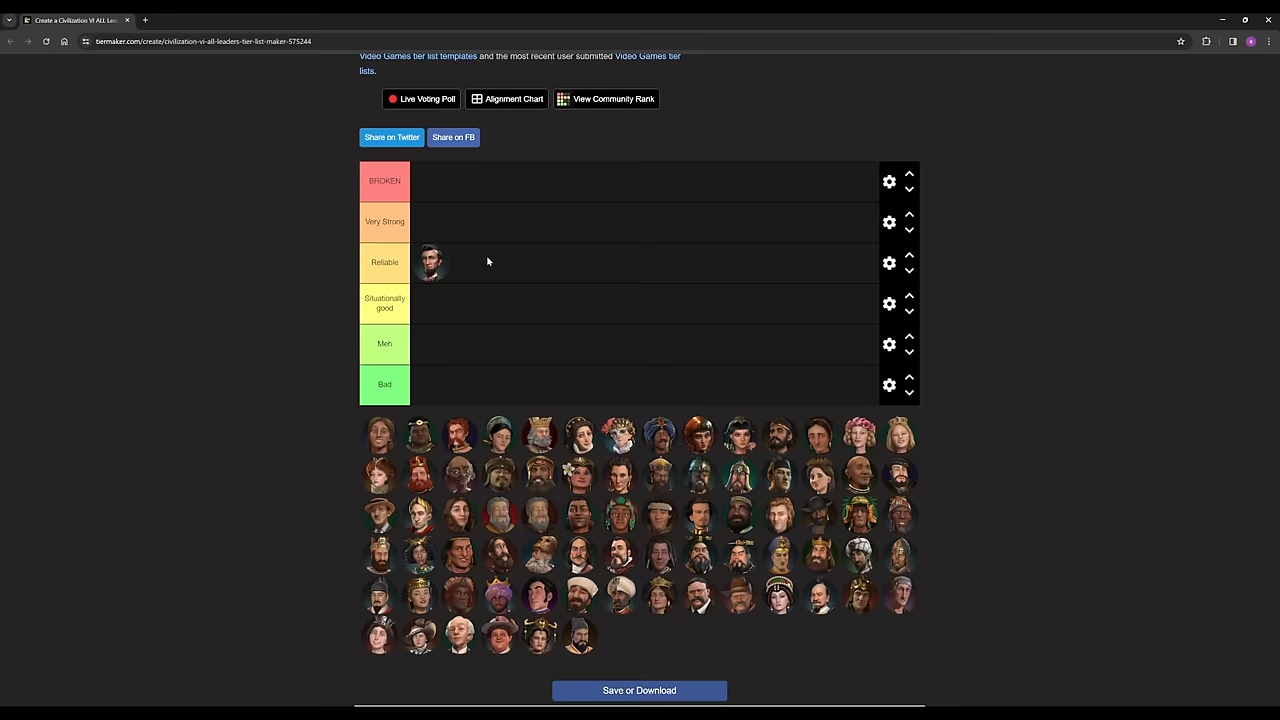 Create a Civilization VI ALL Lea
tiermaker.com/create/civilization-vi-all-leaders-tier-list-maker-575244
Video Games tier list templates and the most recent user submitted Video Games tier
lists.
Live Voting Poll
Alignment Chart
View Community Rank
Share on Twitter
Share on FB
BROKEN
Very Strong
Reliable
Situationally
good
Meh
Bad
Save or Download